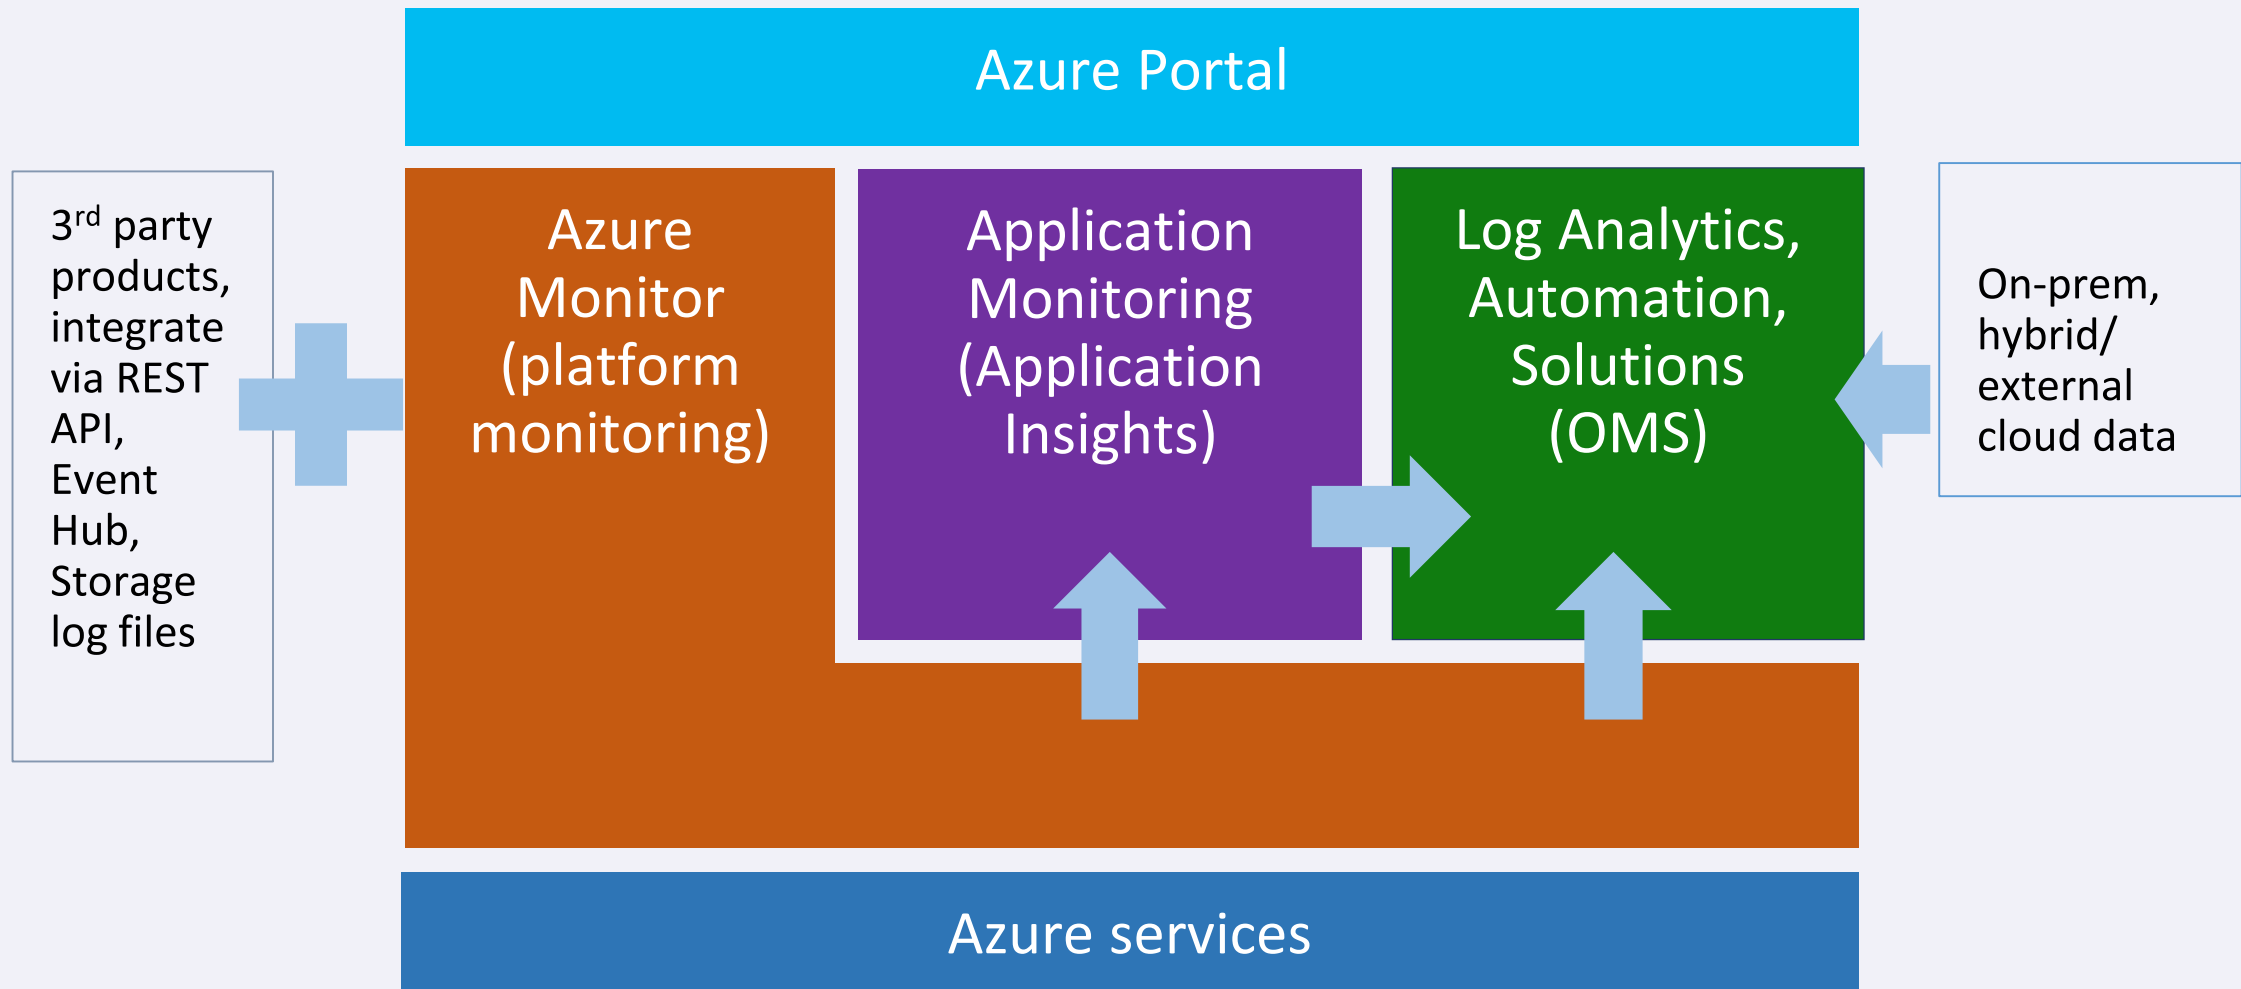 Azure Portal
3rd party
products,
integrate
via REST
API,
Event
Hub,
Storage
log files
Azure
Monitor
(platform
monitoring)
Application
Monitoring
(Application
Insights)
Log Analytics,
Automation,
Solutions
(OMS)
On-prem,
hybrid/
external
cloud data
Azure services